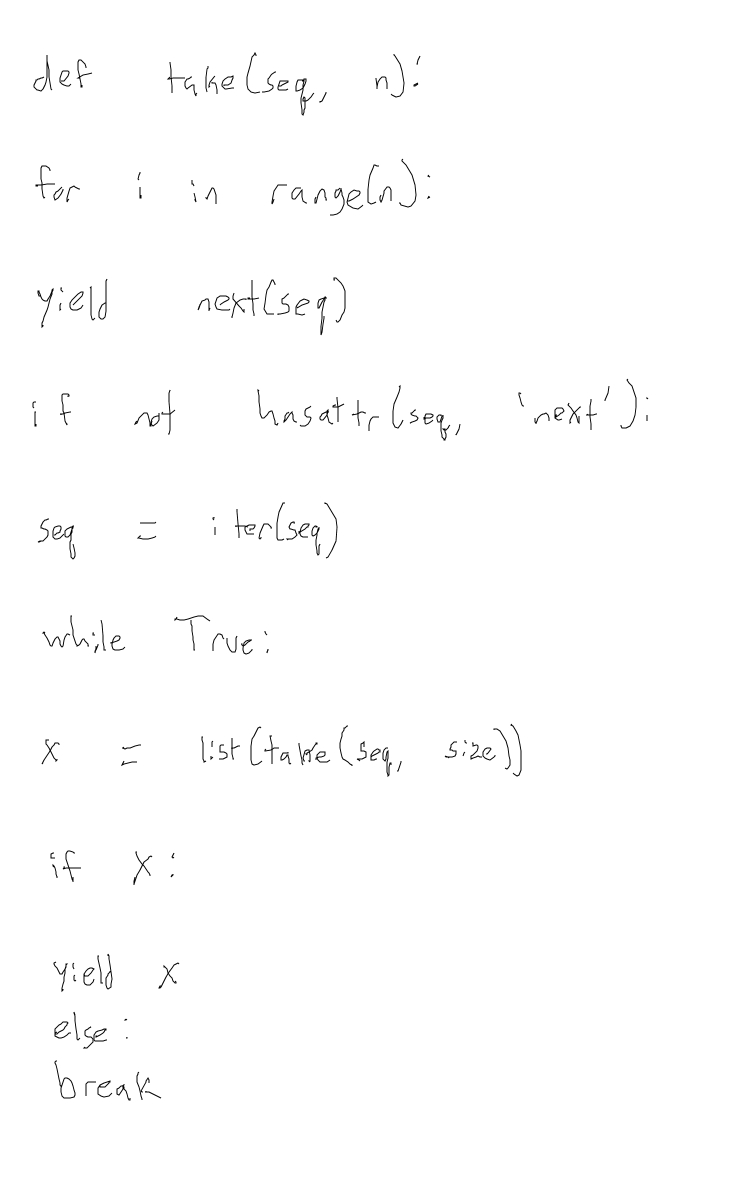 def take(seq, n):
for i in range(n):
yield next(seq)
if not hasattr(seq, 'next'):
seq = iter(seq)
while True:
x = list(take(seq, size))
if x:
yield x
else:
break